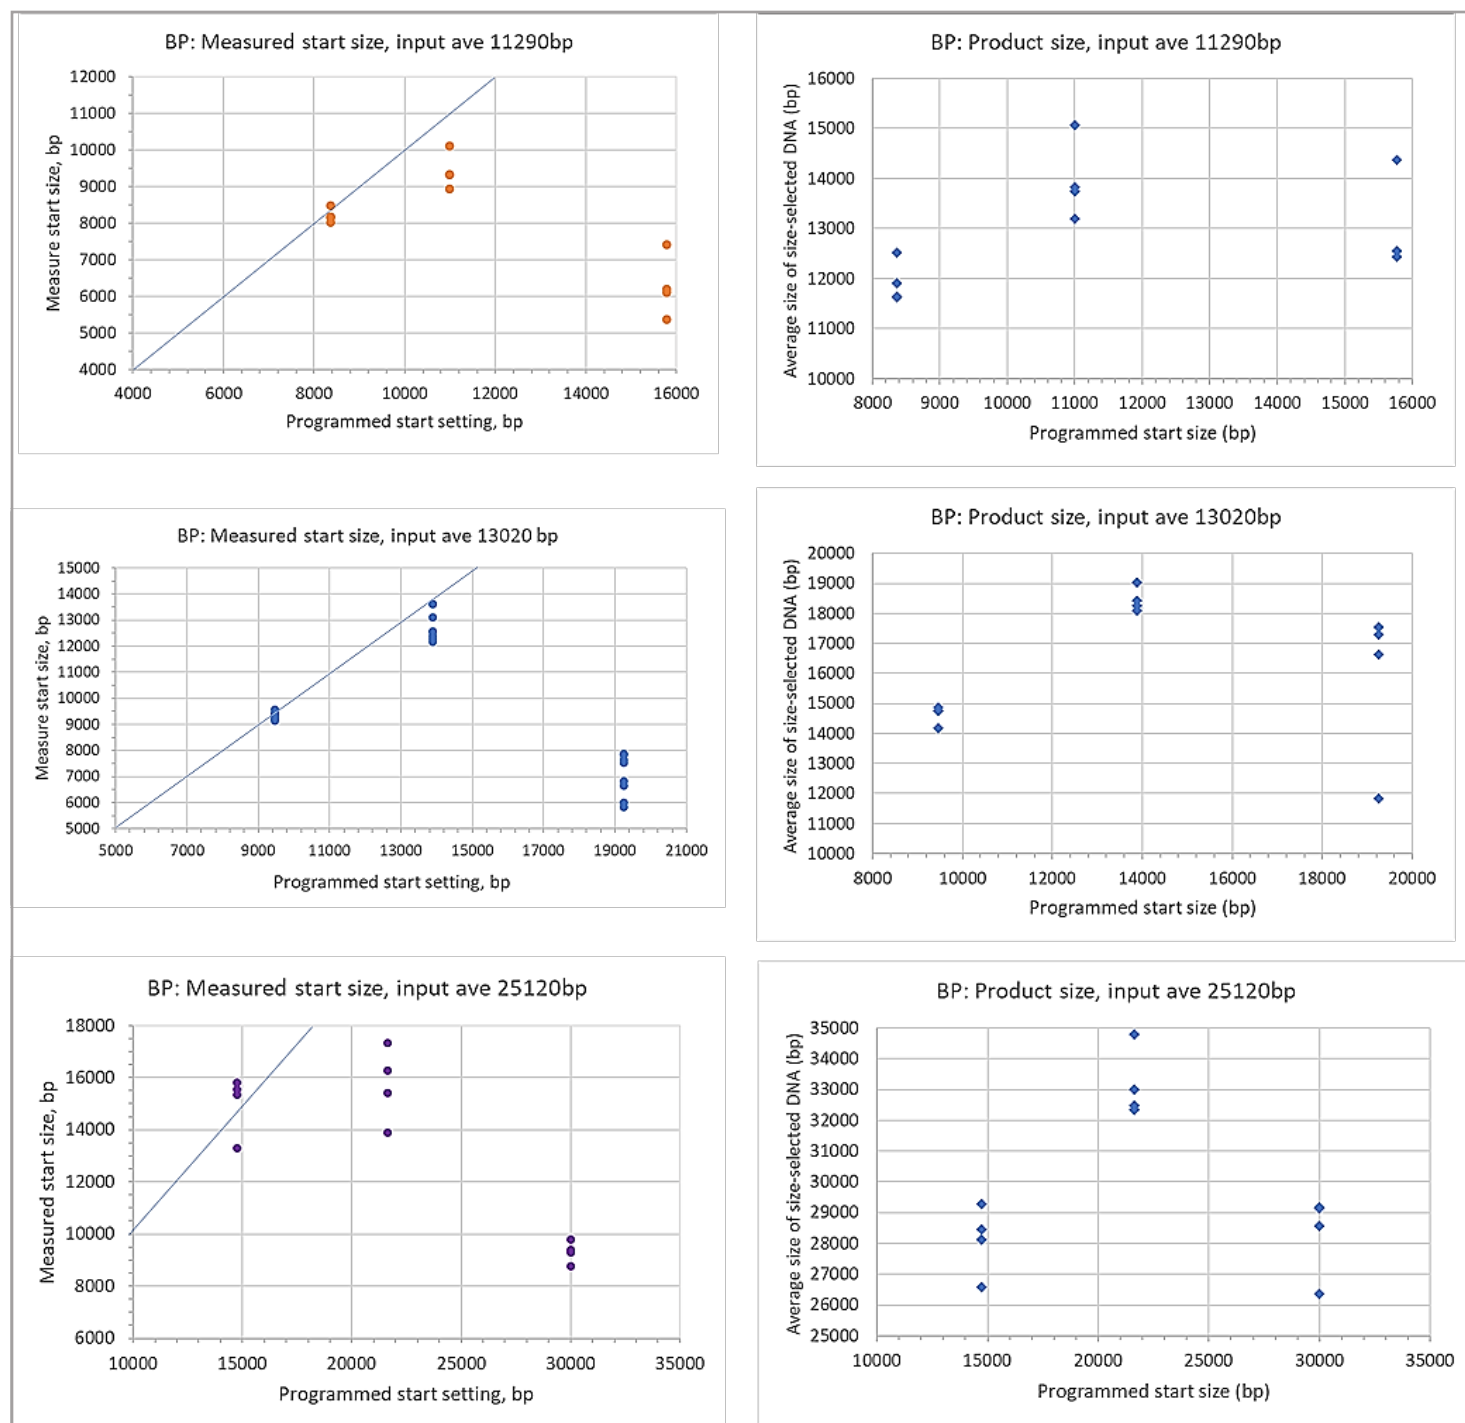 BP: Measured start size, input ave 11290bp
12000
11000
10000
9000
8000
7000
6000
5000
4000
Measure start size, bp
4000 6000 8000 10000 12000 14000 16000
Programmed start setting, bp
BP: Product size, input ave 11290bp
16000
15000
14000
13000
12000
11000
10000
Average size of size-selected DNA (bp)
8000 9000 10000 11000 12000 13000 14000 15000 16000
Programmed start size (bp)
BP: Measured start size, input ave 13020 bp
15000
14000
13000
12000
11000
10000
9000
8000
7000
6000
5000
Measure start size, bp
5000 7000 9000 11000 13000 15000 17000 19000 21000
Programmed start setting, bp
BP: Product size, input ave 13020bp
20000
19000
18000
17000
16000
15000
14000
13000
12000
11000
10000
Average size of size-selected DNA (bp)
8000 10000 12000 14000 16000 18000 20000
Programmed start size (bp)
BP: Measured start size, input ave 25120bp
18000
16000
14000
12000
10000
8000
6000
Measured start size, bp
10000 15000 20000 25000 30000 35000
Programmed start setting, bp
BP: Product size, input ave 25120bp
35000
34000
33000
32000
31000
30000
29000
28000
27000
26000
25000
Average size of size-selected DNA (bp)
10000 15000 20000 25000 30000 35000
Programmed start size (bp)